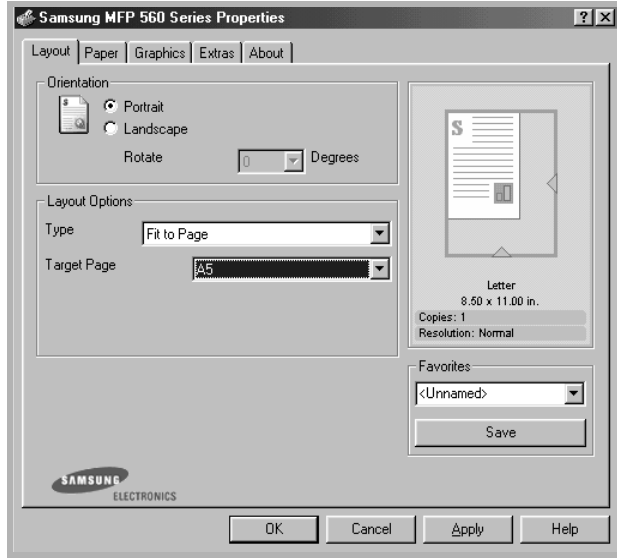 Samsung MFP 560 Series Properties
Layout
Paper
Graphics
Extras
About
Orientation
Portrait
Landscape
Rotate
0
Degrees
Layout Options
Type
Fit to Page
Target Page
A5
S
S
Letter
8.50 x 11.00 in.
Copies: 1
Resolution: Normal
Favorites
<Unnamed>
Save
SAMSUNG
ELECTRONICS
OK
Cancel
Apply
Help